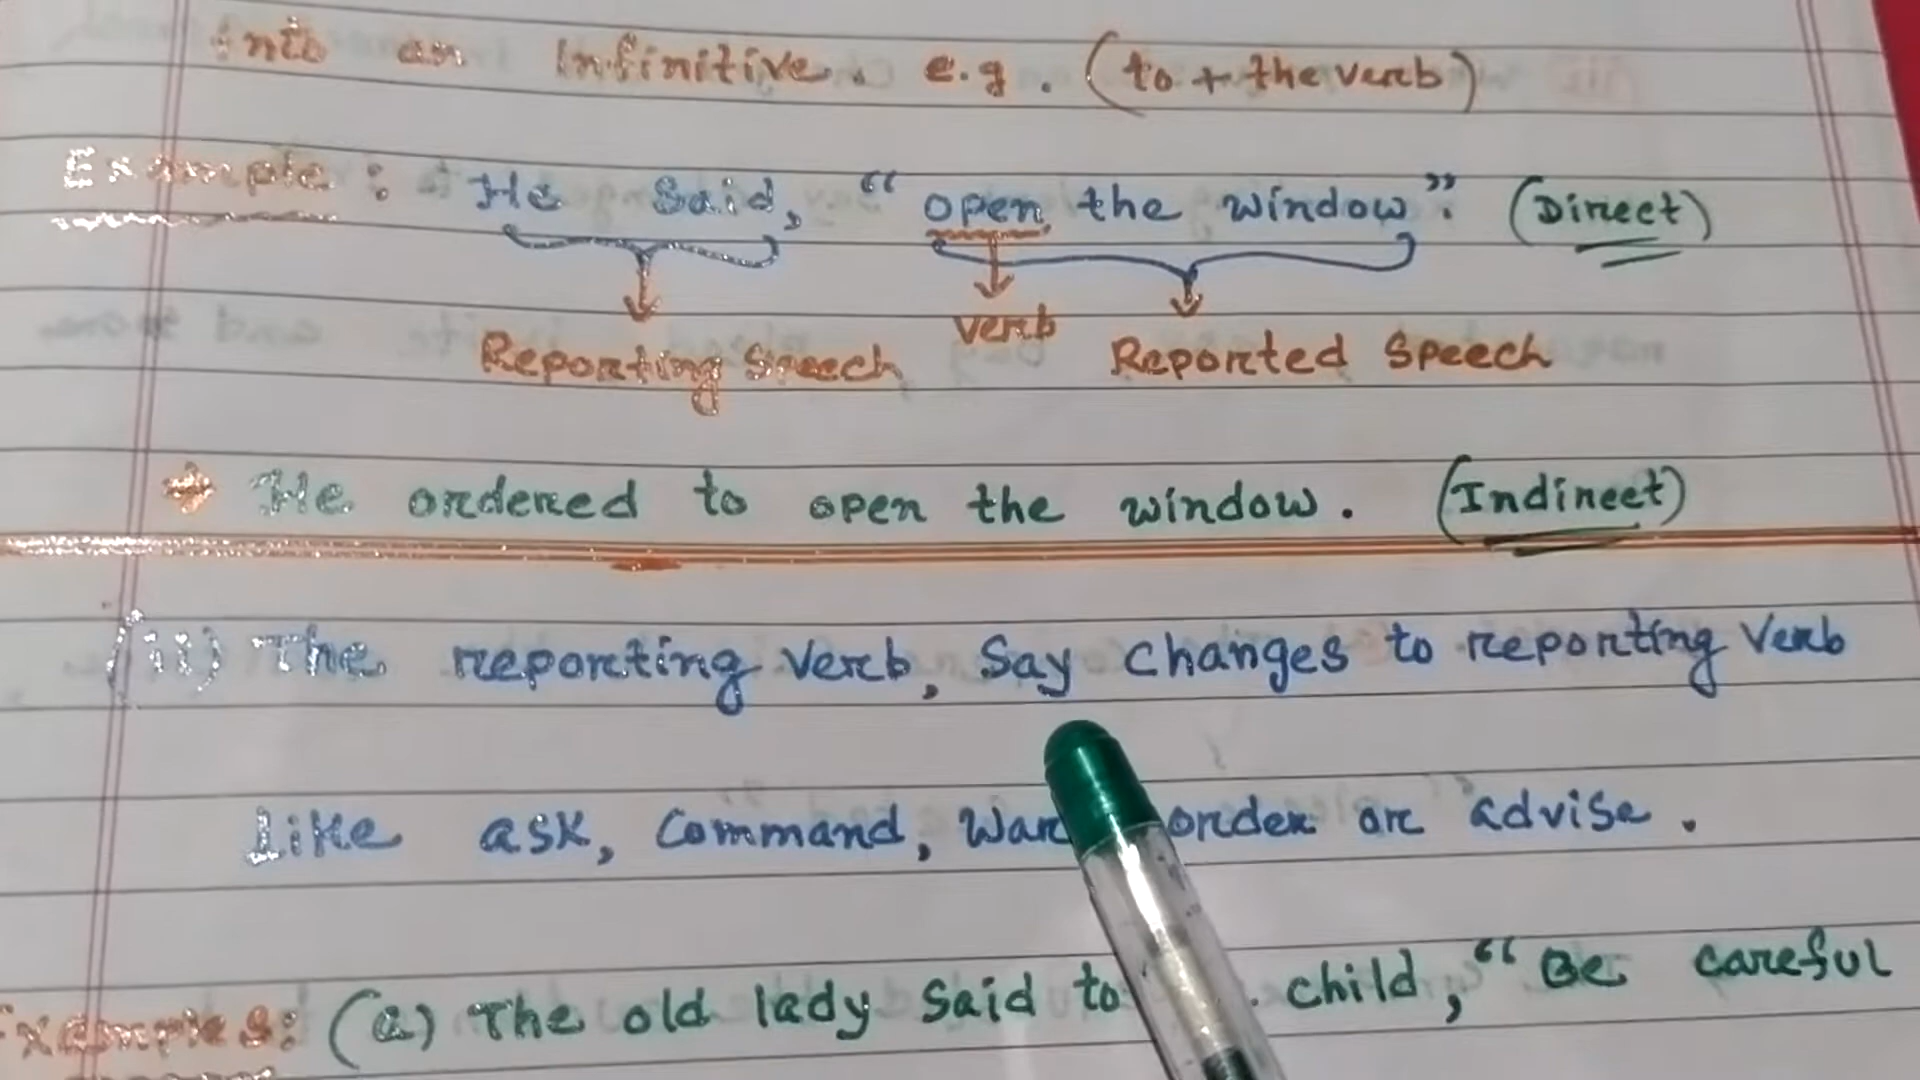 into an Infinitive. e.g. (to + the verb)
Example: He Said, "open the window". (Direct)
verb
Reporting Speech Reported Speech
He ordered to open the window. (Indirect)
(ii) The reporting Verb, Say Changes to reporting Verb
Like ask, Command, order or advise.
Examples: (a) The old lady Said to child, "Be careful